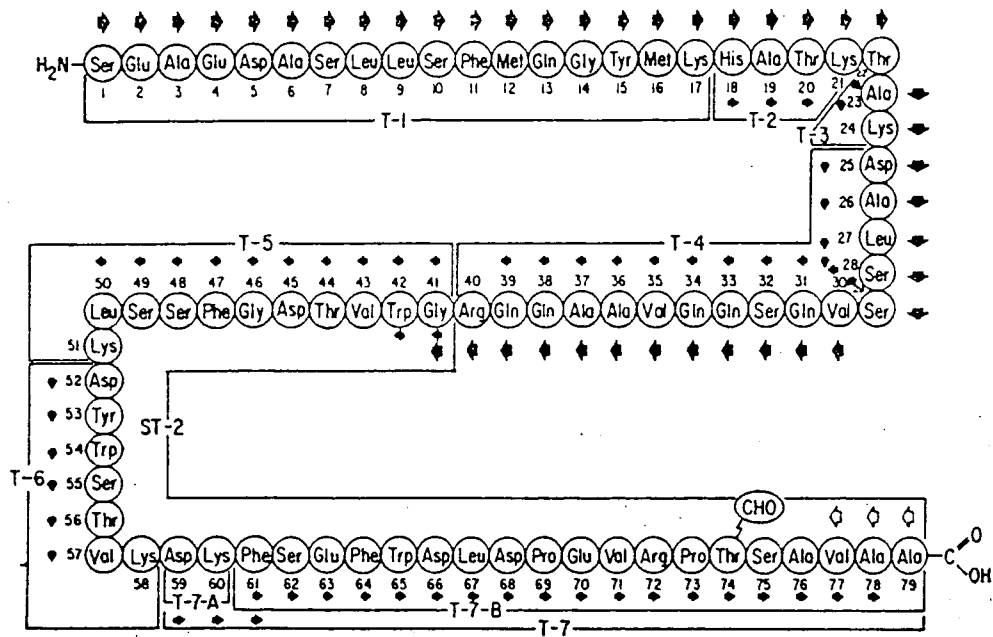 H₂N- Ser Glu Ala Glu Asp Ala Ser Leu Leu Ser Phe Met Gln Gly Tyr Met Lys His Ala Thr Lys Thr
1 2 3 4 5 6 7 8 9 10 11 12 13 14 15 16 17 18 19 20 21 22
T-1 T-2 T-3
Ala 23
Lys 24
Asp 25
Ala 26
Leu 27
Ser 28
T-5 T-4
50 49 48 47 46 45 44 43 42 41 40 39 38 37 36 35 34 33 32 31 30
Leu Ser Ser Phe Gly Asp Thr Val Trp Gly Arg Gln Gln Ala Ala Val Gln Gln Ser Gln Val Ser
51 Lys
52 Asp
53 Tyr
ST-2
54 Trp
T-6
55 Ser
56 Thr
CHO
57 Val Lys Asp Lys Phe Ser Glu Phe Trp Asp Leu Asp Pro Glu Val Arg Pro Thr Ser Ala Val Ala Ala -C O OH
58 59 60 61 62 63 64 65 66 67 68 69 70 71 72 73 74 75 76 77 78 79
T-7-A T-7-B
T-7